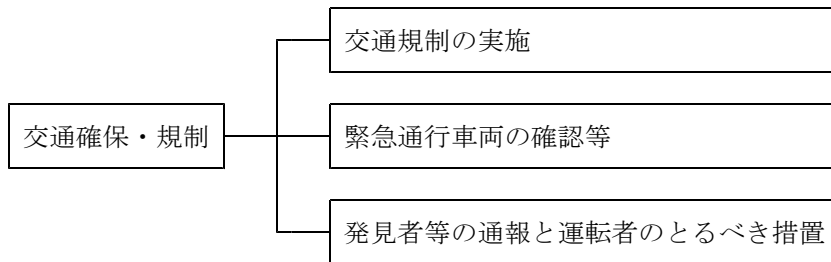 交通規制の実施
交通確保・規制
緊急通行車両の確認等
発見者等の通報と運転者のとるべき措置